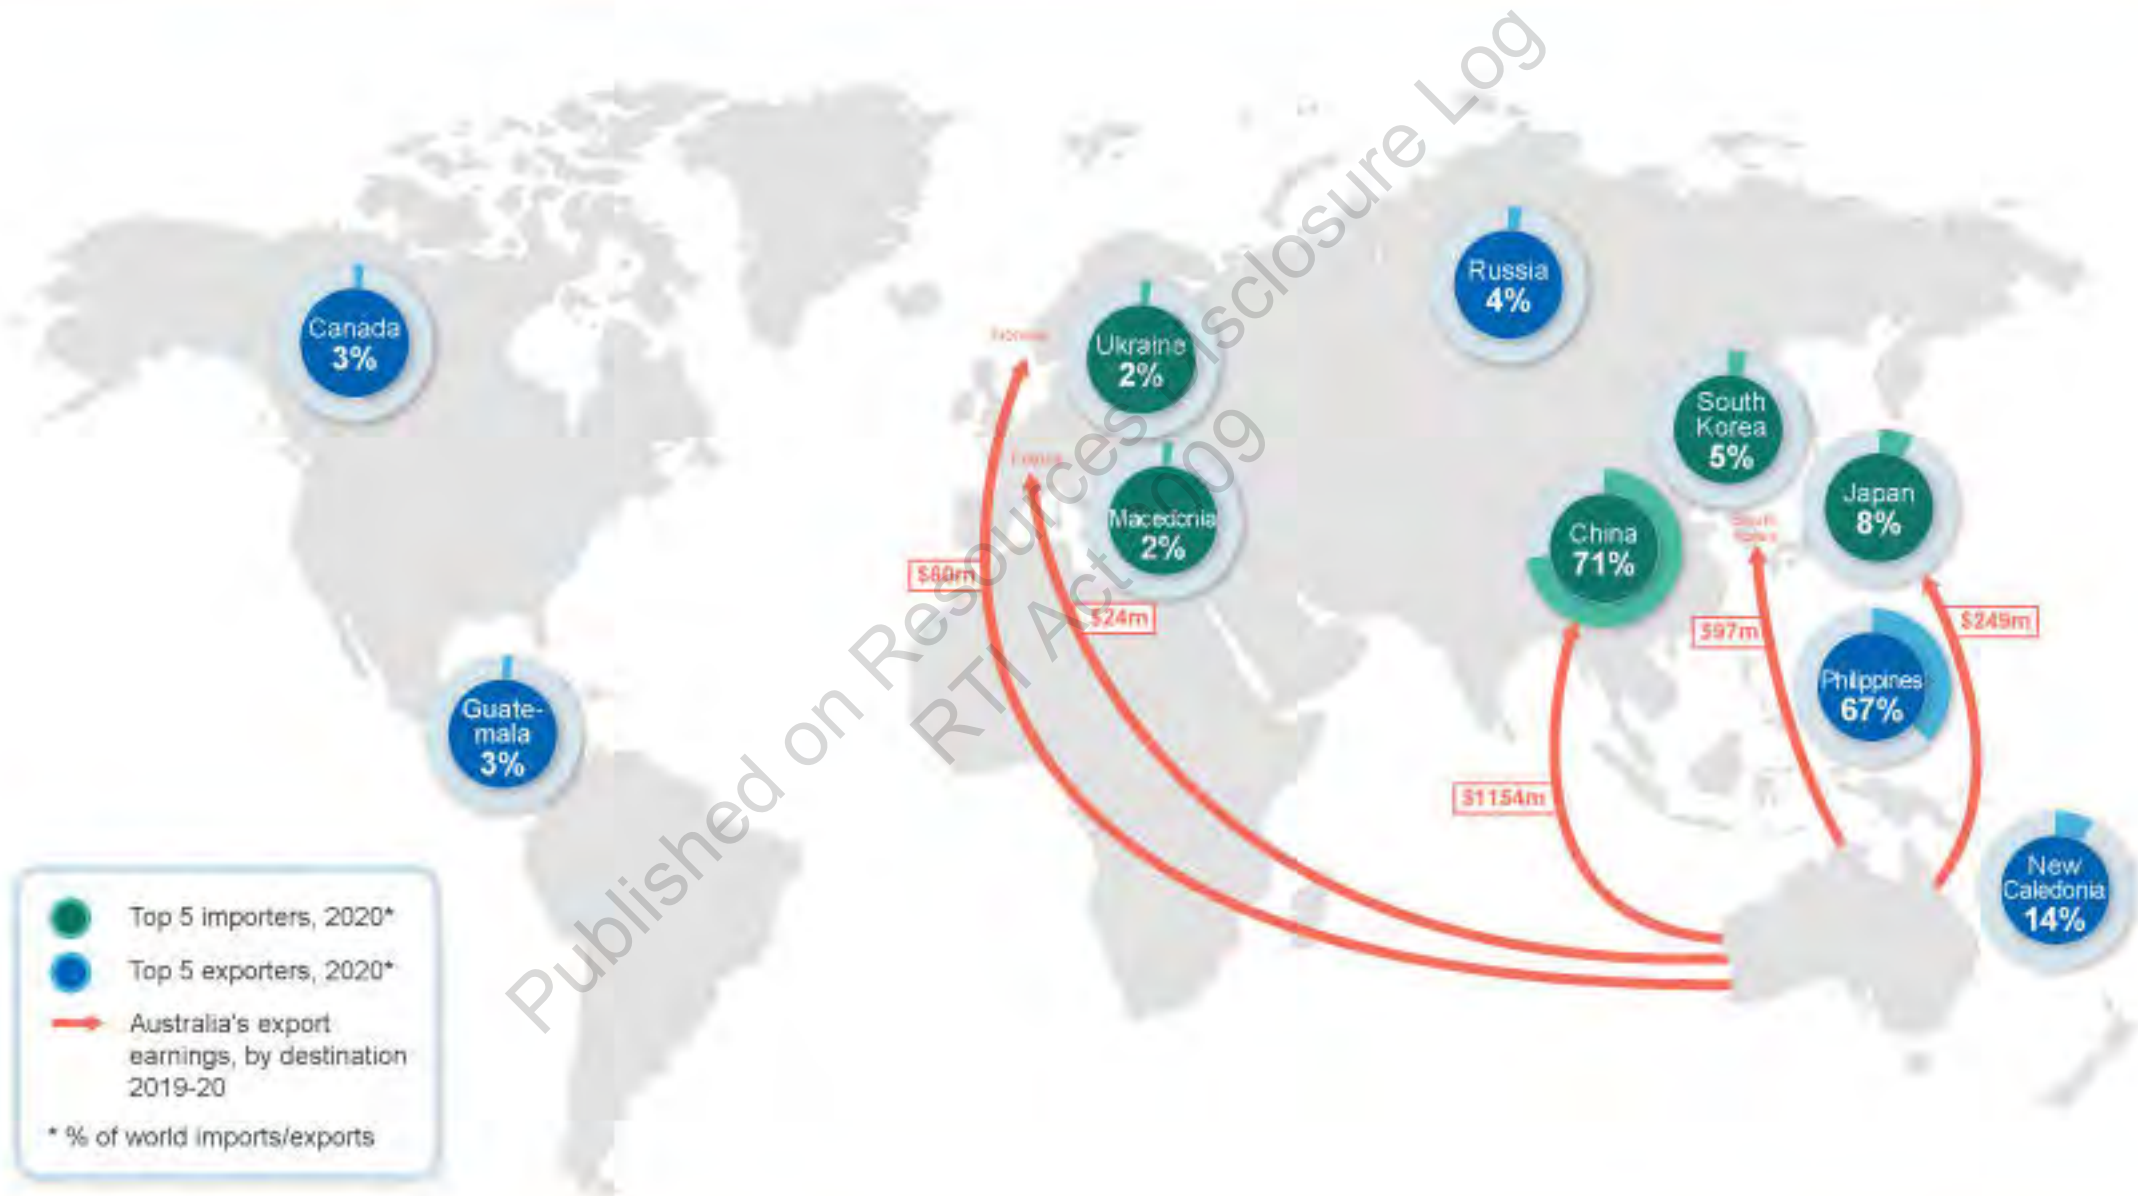 Canada
3%
Guate-
mala
3%
Ukraine
2%
Macedonia
2%
Russia
4%
South
Korea
5%
Japan
8%
China
71%
Philippines
67%
New
Caledonia
14%
$24m
$1154m
$97m
$249m
Top 5 importers, 2020*
Top 5 exporters, 2020*
Australia's export
earnings, by destination
2019-20
* % of world imports/exports
Published on Resources Disclosure Log
RTI Act 2009